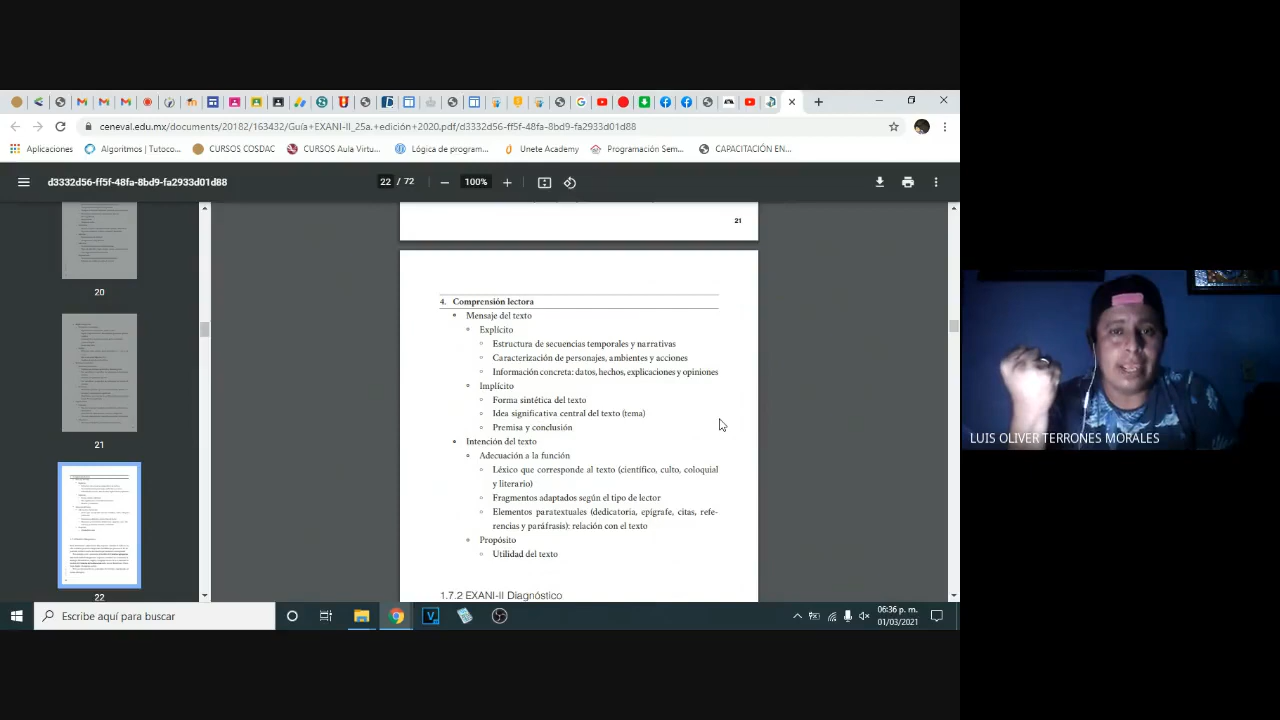 ceneval.edu.mx/documents/20182/163432/Guía+EXANI-II_25a.+edición+2020.pdf/d3332d56-ff5f-48fa-8bd9-fa2933d01d88
Aplicaciones
Algoritmos | Tutoco...
CURSOS COSDAC
CURSOS Aula Virtu...
Lógica de program...
Unete Academy
Programación Sem...
CAPACITACIÓN EN...
d3332d56-ff5f-48fa-8bd9-fa2933d01d88
22 / 72
100%
20
21
22
21
4. Comprensión lectora
Mensaje del texto
Explícito
Estructura de secuencias temporales y narrativas
Caracterización de personajes, ambientes y acciones
Información concreta: datos, hechos, explicaciones y opiniones
Implícito
Forma sintética del texto
Idea significativa central del texto (tema)
Premisa y conclusión
Intención del texto
Adecuación a la función
Léxico que corresponde al texto (científico, culto, coloquial
y literario)
Fragmentos adaptados según el tipo de lector
Elementos paratextuales (dedicatoria, epígrafe, citas, refe-
rencias y paráfrasis): relación con el texto
Propósito
Utilidad del texto
1.7.2 EXANI-II Diagnóstico
LUIS OLIVER TERRONES MORALES
Escribe aquí para buscar
06:36 p. m.
01/03/2021